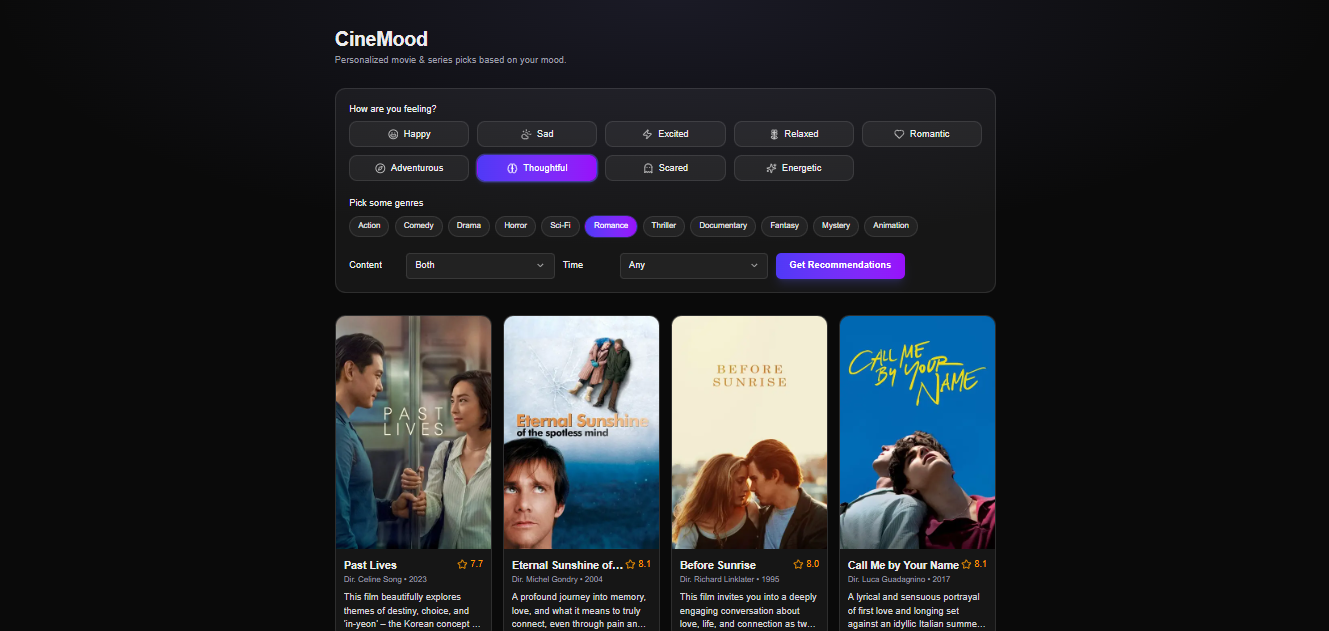 CineMood
Personalized movie & series picks based on your mood.
How are you feeling?
Happy Sad Excited Relaxed Romantic
Adventurous Thoughtful Scared Energetic
Pick some genres
Action Comedy Drama Horror Sci-Fi Romance Thriller Documentary Fantasy Mystery Animation
Content Both Time Any Get Recommendations
PAST
LIVES
Eternal Sunshine
of the spotless mind
BEFORE
SUNRISE
CALL ME
BY YOUR
NAME
Past Lives 7.7
Dir. Celine Song • 2023
This film beautifully explores
themes of destiny, choice, and
'in-yeon' – the Korean concept ...
Eternal Sunshine of... 8.1
Dir. Michel Gondry • 2004
A profound journey into memory,
love, and what it means to truly
connect, even through pain an...
Before Sunrise 8.0
Dir. Richard Linklater • 1995
This film invites you into a deeply
engaging conversation about
love, life, and connection as tw...
Call Me by Your Name 8.1
Dir. Luca Guadagnino • 2017
A lyrical and sensuous portrayal
of first love and longing set
against an idyllic Italian summe...